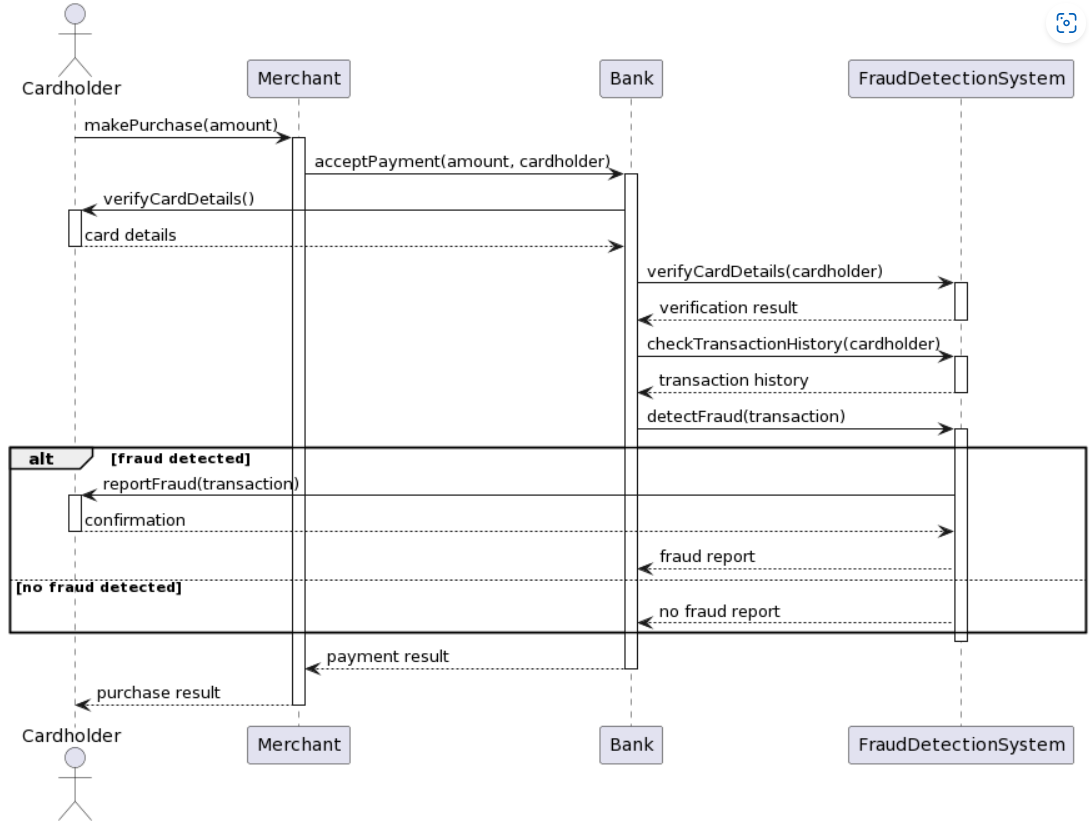 Cardholder
Merchant
Bank
FraudDetectionSystem
makePurchase(amount)
acceptPayment(amount, cardholder)
verifyCardDetails()
card details
verifyCardDetails(cardholder)
verification result
checkTransactionHistory(cardholder)
transaction history
detectFraud(transaction)
alt
[fraud detected]
reportFraud(transaction)
confirmation
fraud report
[no fraud detected]
no fraud report
payment result
purchase result
Cardholder
Merchant
Bank
FraudDetectionSystem